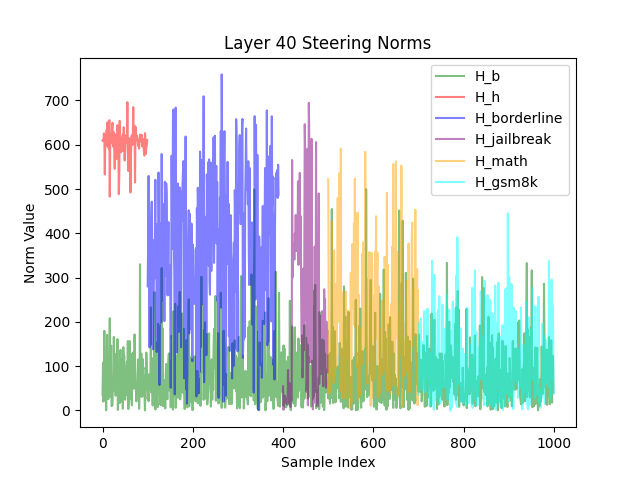 Layer 40 Steering Norms
Norm Value
700
600
500
400
300
200
100
0
H_b
H_h
H_borderline
H_jailbreak
H_math
H_gsm8k
0 200 400 600 800 1000
Sample Index